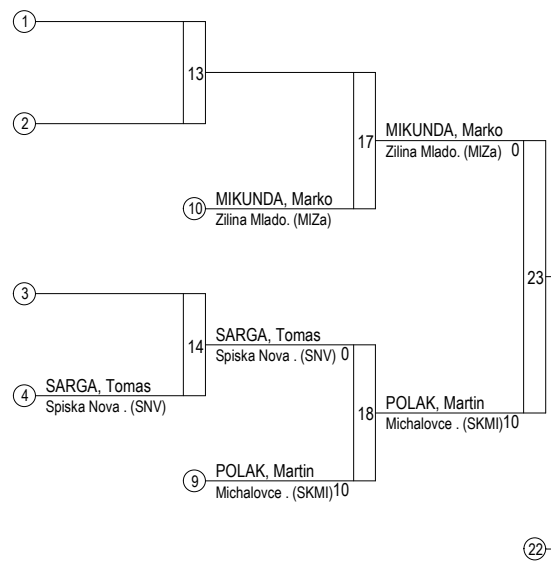 1
13
2
17
MIKUNDA, Marko
Zilina Mlado. (MIZa) 0
10 MIKUNDA, Marko
Zilina Mlado. (MIZa)
23
3
14
SARGA, Tomas
Spiska Nova . (SNV) 0
4 SARGA, Tomas
Spiska Nova . (SNV)
18
POLAK, Martin
Michalovce . (SKMI)10
9 POLAK, Martin
Michalovce . (SKMI)10
22